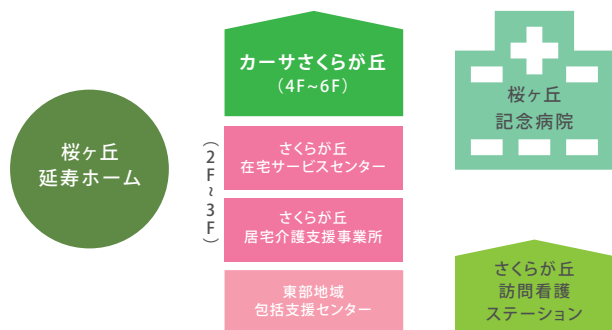 桜ヶ丘
延寿ホーム
カーサさくらが丘
（4F~6F）
（2F~3F）
さくらが丘
在宅サービスセンター
さくらが丘
居宅介護支援事業所
東部地域
包括支援センター
桜ヶ丘
記念病院
さくらが丘
訪問看護
ステーション